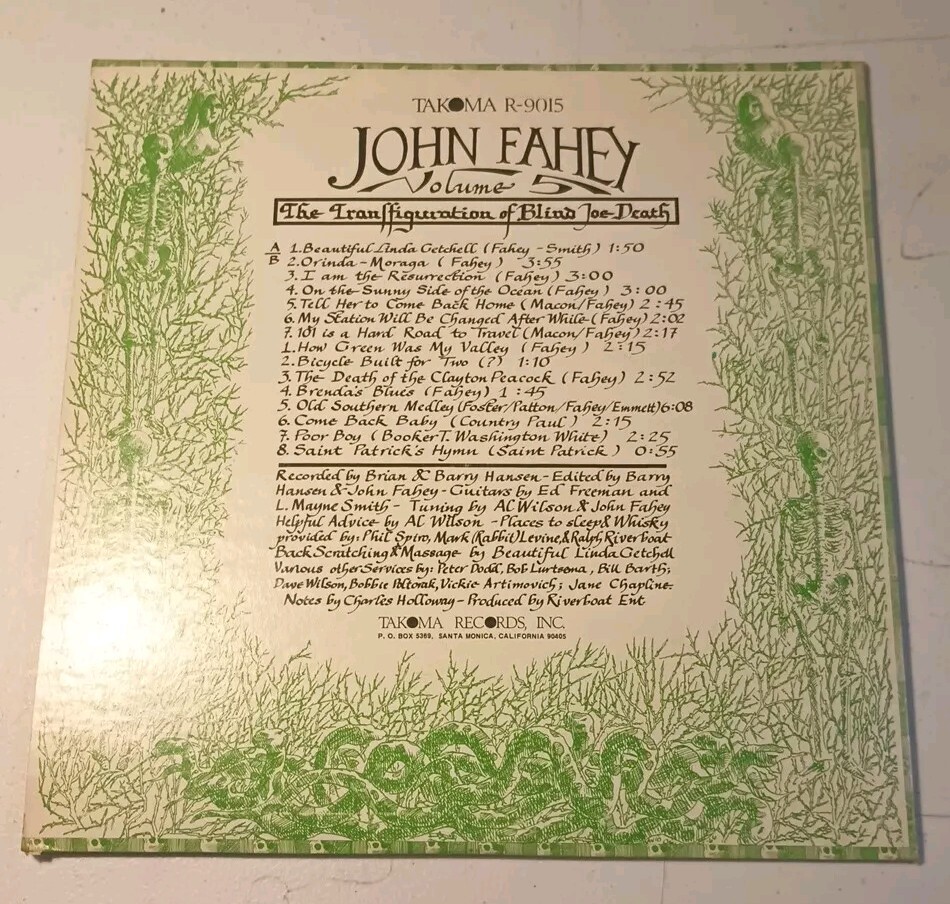 TAKOMA R-9015
JOHN FAHEY
Volume 5
The Transfiguration of Blind Joe Death
A 1. Beautiful Linda Getchell (Fahey - Smith) 1:50
B 2. Orinda - Moraga ( Fahey ) 3:55
3. I am the Resurrection (Fahey) 3:00
4. On the Sunny Side of the Ocean (Fahey) 3:00
5. Tell Her to Come Back Home (Macon/Fahey) 2:45
6. My Station Will Be Changed After While (Fahey) 2:02
7. 101 is a Hard Road to Travel (Macon/Fahey) 2:17
1. How Green Was My Valley (Fahey ) 2:15
2. Bicycle Built for Two (?) 1:10
3. The Death of the Clayton Peacock (Fahey) 2:52
4. Brenda's Blues (Fahey) 1:45
5. Old Southern Medley (Foster/Patton/Fahey/Emmett) 6:08
6. Come Back Baby (Country Paul ) 2:15
7. Poor Boy (Booker T. Washington White) 2:25
8. Saint Patrick's Hymn (Saint Patrick ) 0:55
Recorded by Brian & Barry Hansen - Edited by Barry
Hansen & John Fahey - Guitars by Ed Freeman and
L. Mayne Smith - Tuning by Al Wilson & John Fahey
Helpful Advice by Al Wilson - Places to sleep & Whisky
provided by: Phil Spiro, Mark (Rabbit) Levine, & Ralph Riverboat
Back Scratching & Massage by Beautiful Linda Getchell
Various other Services by: Peter Dodd, Bob Lurtsema, Bill Barth;
Dave Wilson, Bobbie Poltorak, Vickie Artimovich; Jane Chapline.
Notes by Charles Holloway - Produced by Riverboat Ent
TAKOMA RECORDS, INC.
P. O. BOX 5369, SANTA MONICA, CALIFORNIA 90405